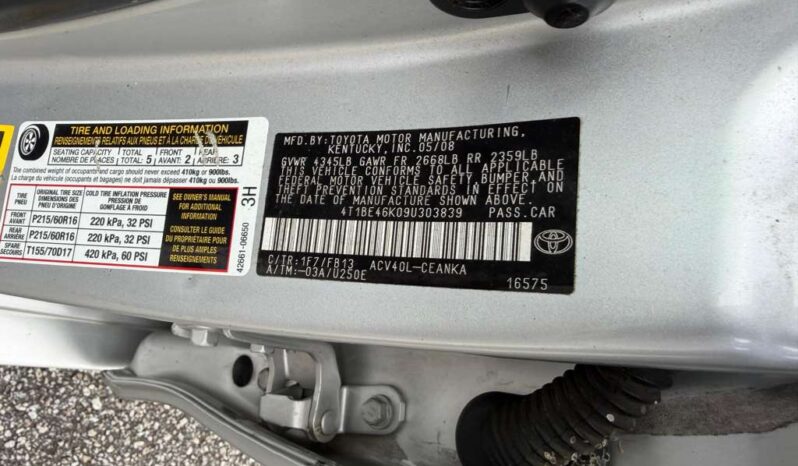 TIRE AND LOADING INFORMATION
RENSEIGNEMENTS RELATIFS AUX PNEUS ET À LA CHARGE DU VÉHICULE
SEATING CAPACITY
NOMBRE DE PLACES
TOTAL 5
FRONT AVANT 2
REAR ARRIÈRE 3
The combined weight of occupants and cargo should never exceed 410kg or 900lbs.
La charge du véhicule (occupants et bagages) ne doit jamais dépasser 410kg ou 900lbs.
TIRE PNEU
ORIGINAL TIRE SIZE
DIMENSIONS DES PNEUS D'ORIGINE
COLD TIRE INFLATION PRESSURE
PRESSION DE GONFLAGE À FROID
FRONT AVANT P215/60R16 220 kPa, 32 PSI
REAR ARRIÈRE P215/60R16 220 kPa, 32 PSI
SPARE SECOURS T155/70D17 420 kPa, 60 PSI
SEE OWNER'S MANUAL FOR ADDITIONAL INFORMATION
CONSULTER LE GUIDE DU PROPRIÉTAIRE POUR PLUS DE RENSEIGNEMENTS
3H
42661-06650
MFD.BY: TOYOTA MOTOR MANUFACTURING,
KENTUCKY, INC. 05/08
GVWR 4345LB GAWR FR 2668LB RR 2359LB
THIS VEHICLE CONFORMS TO ALL APPLICABLE
FEDERAL MOTOR VEHICLE SAFETY, BUMPER, AND
THEFT PREVENTION STANDARDS IN EFFECT ON
THE DATE OF MANUFACTURE SHOWN ABOVE.
4T1BE46K09U303839 PASS.CAR
C/TR:1F7/FB13 ACV40L-CEANKA
A/TM:-03A/U250E
16575